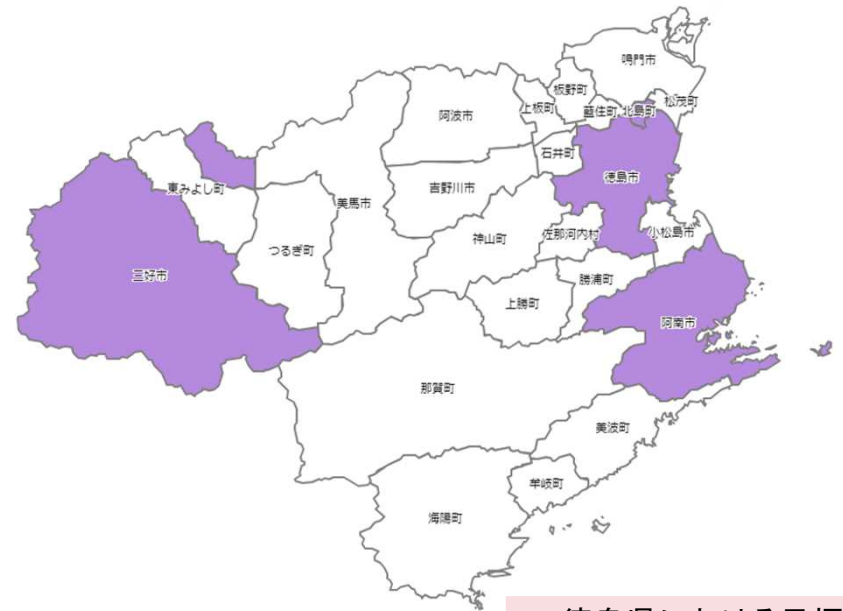 鳴門市
板野町
松茂町
上板町
藍住町
北島町
阿波市
石井町
徳島市
東みよし町
吉野川市
美馬市
佐那河内村
小松島市
神山町
つるぎ町
三好市
勝浦町
上勝町
阿南市
那賀町
美波町
牟岐町
海陽町